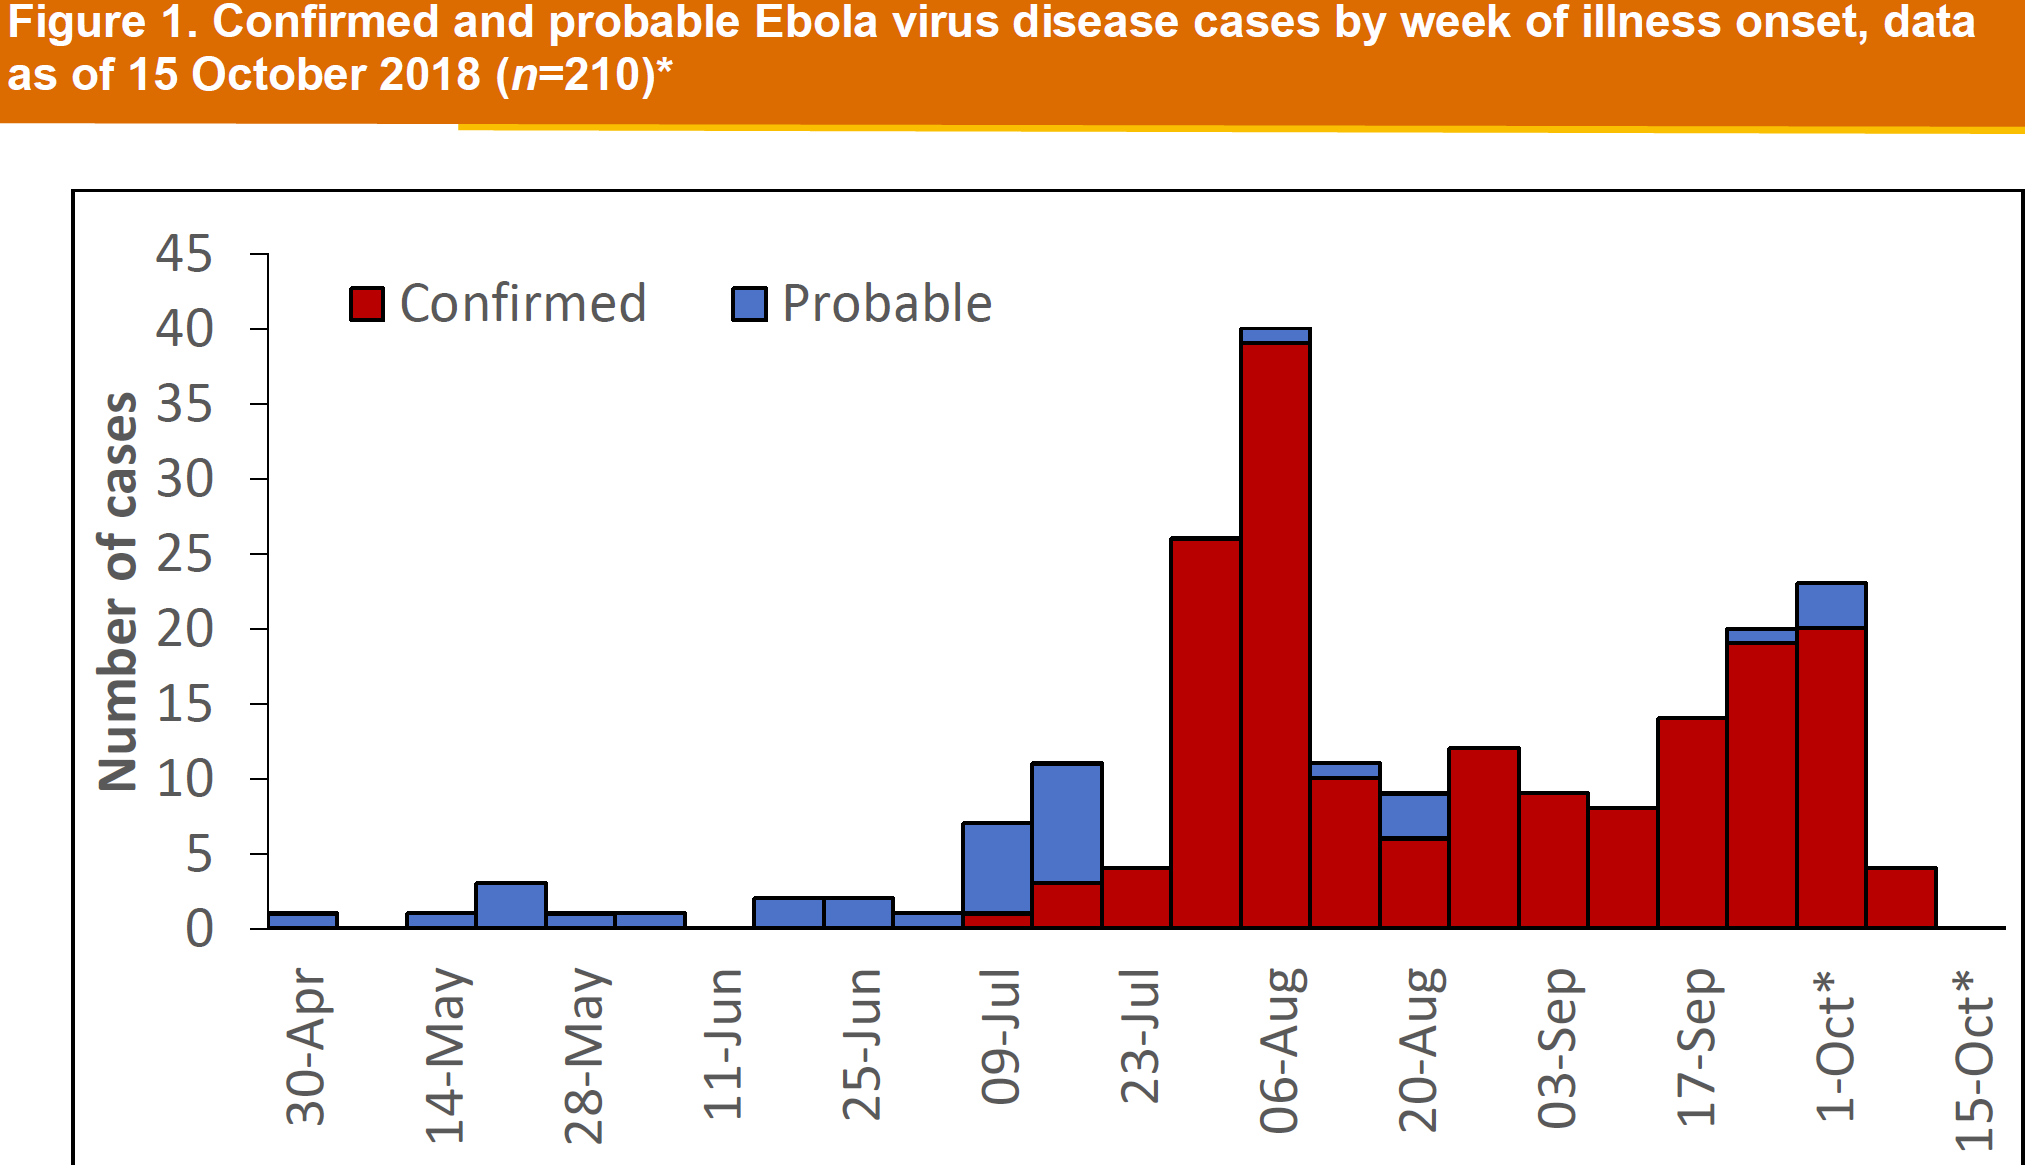 Figure 1. Confirmed and probable Ebola virus disease cases by week of illness onset, data
as of 15 October 2018 (n=210)*
Confirmed
Probable
Number of cases
45
40
35
30
25
20
15
10
5
0
30-Apr
14-May
28-May
11-Jun
25-Jun
09-Jul
23-Jul
06-Aug
20-Aug
03-Sep
17-Sep
1-Oct*
15-Oct*